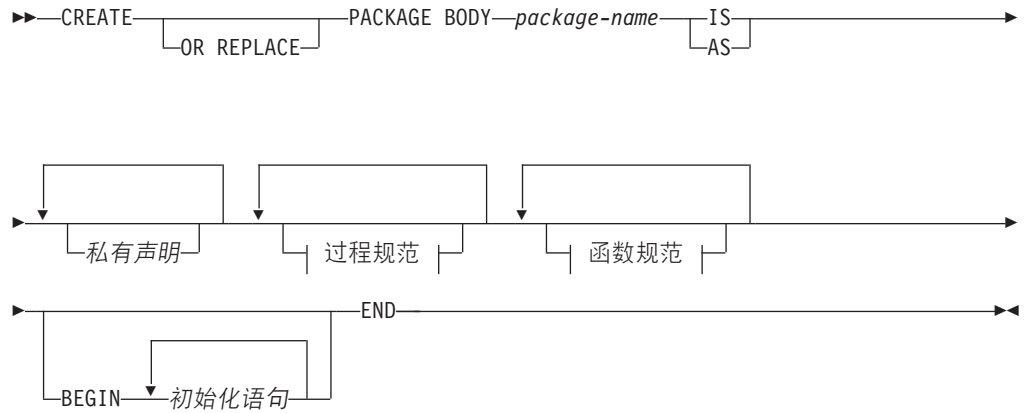 CREATE PACKAGE BODY package-name IS
OR REPLACE AS
私有声明 过程规范 函数规范
END
BEGIN 初始化语句